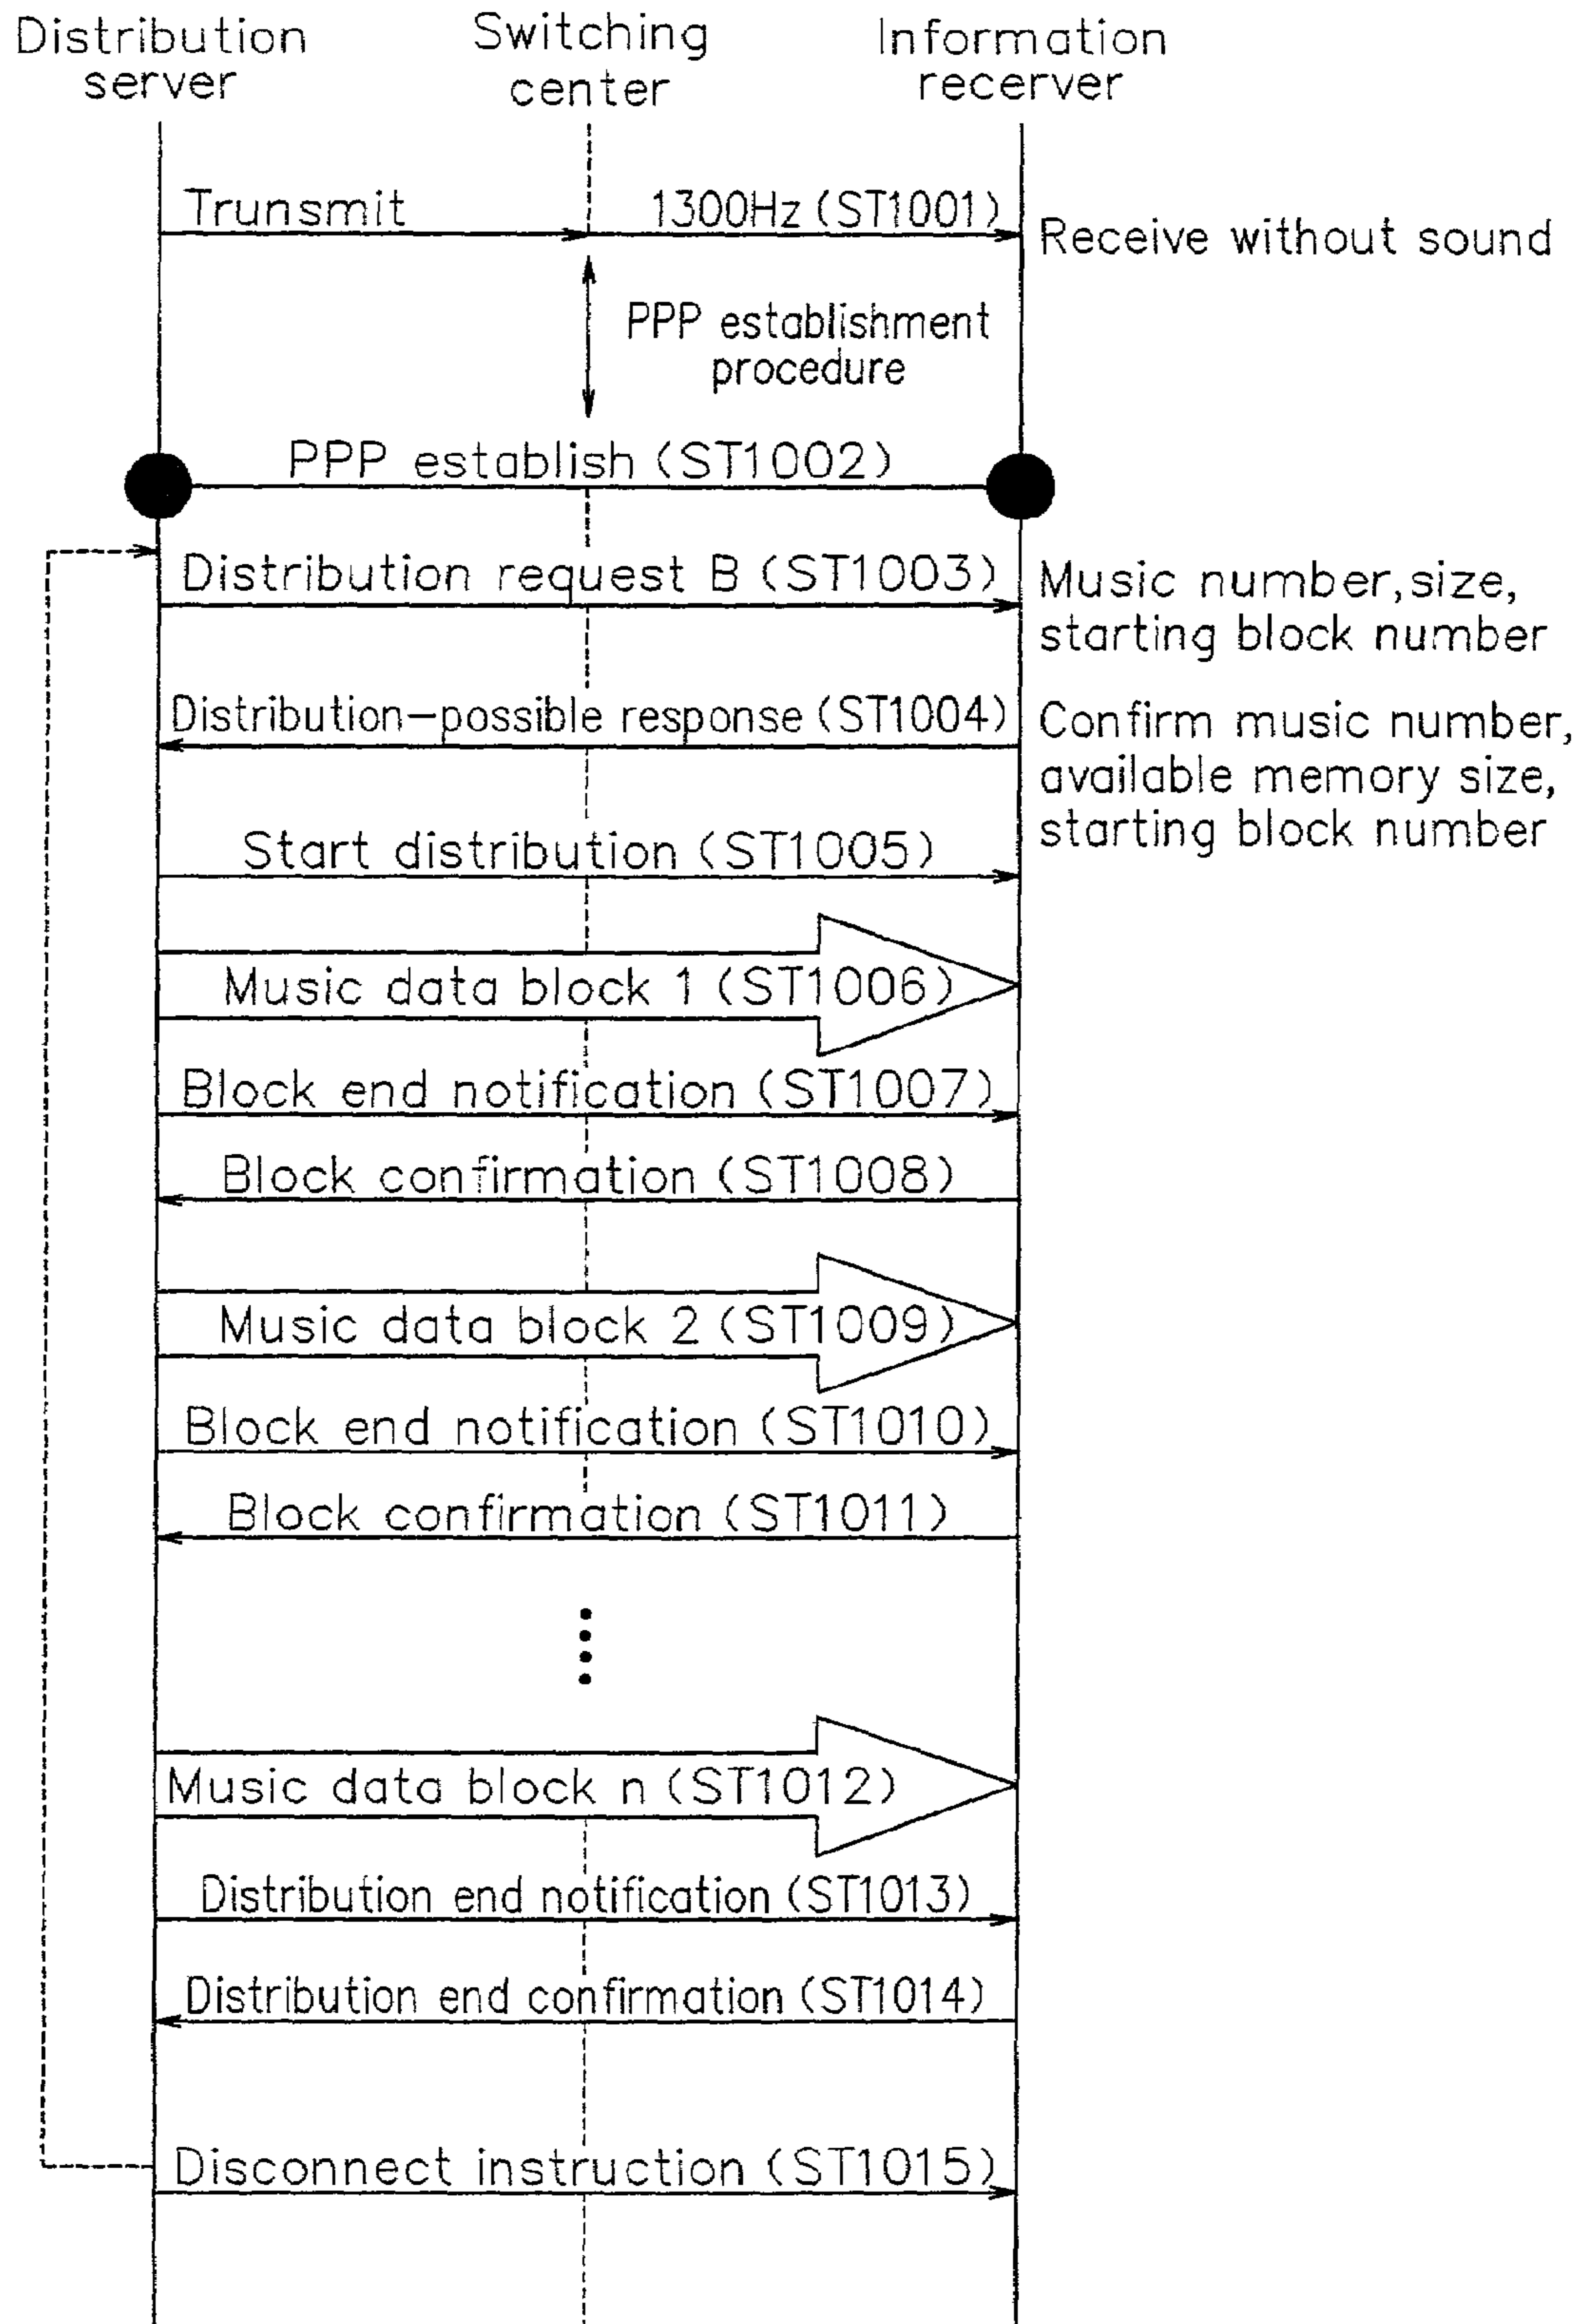 Distribution
server
Switching
center
Information
recerver
Trunsmit
1300Hz (ST1001)
Receive without sound
PPP establishment
procedure
PPP establish (ST1002)
Distribution request B (ST1003)
Music number,size,
starting block number
Distribution-possible response (ST1004)
Confirm music number,
available memory size,
starting block number
Start distribution (ST1005)
Music data block 1 (ST1006)
Block end notification (ST1007)
Block confirmation (ST1008)
Music data block 2 (ST1009)
Block end notification (ST1010)
Block confirmation (ST1011)
Music data block n (ST1012)
Distribution end notification (ST1013)
Distribution end confirmation (ST1014)
Disconnect instruction (ST1015)